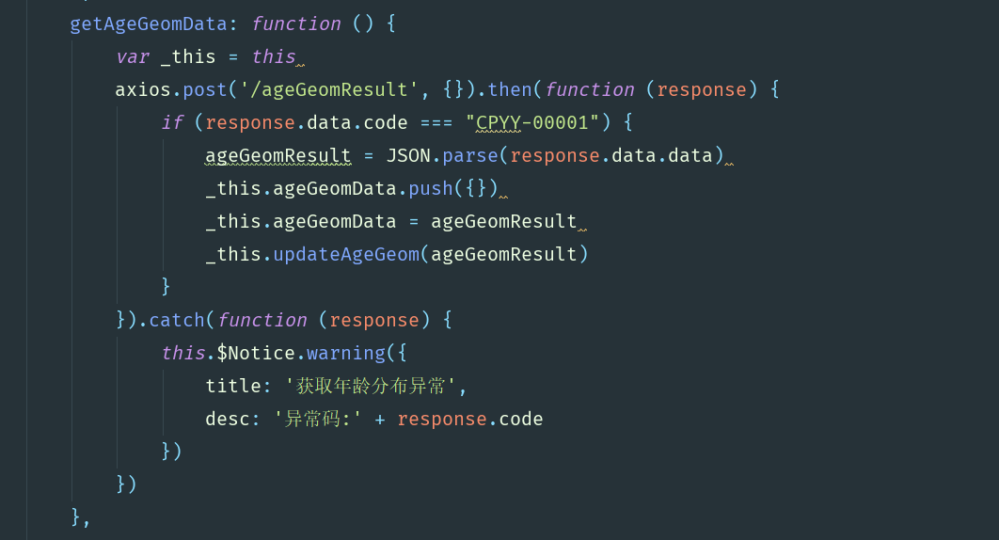 getAgeGeomData: function () {
var _this = this
axios.post('/ageGeomResult', {}).then(function (response) {
if (response.data.code === "CPYY-00001") {
ageGeomResult = JSON.parse(response.data.data)
_this.ageGeomData.push({})
_this.ageGeomData = ageGeomResult
_this.updateAgeGeom(ageGeomResult)
}
}).catch(function (response) {
this.$Notice.warning({
title: '获取年龄分布异常',
desc: '异常码:' + response.code
})
})
},